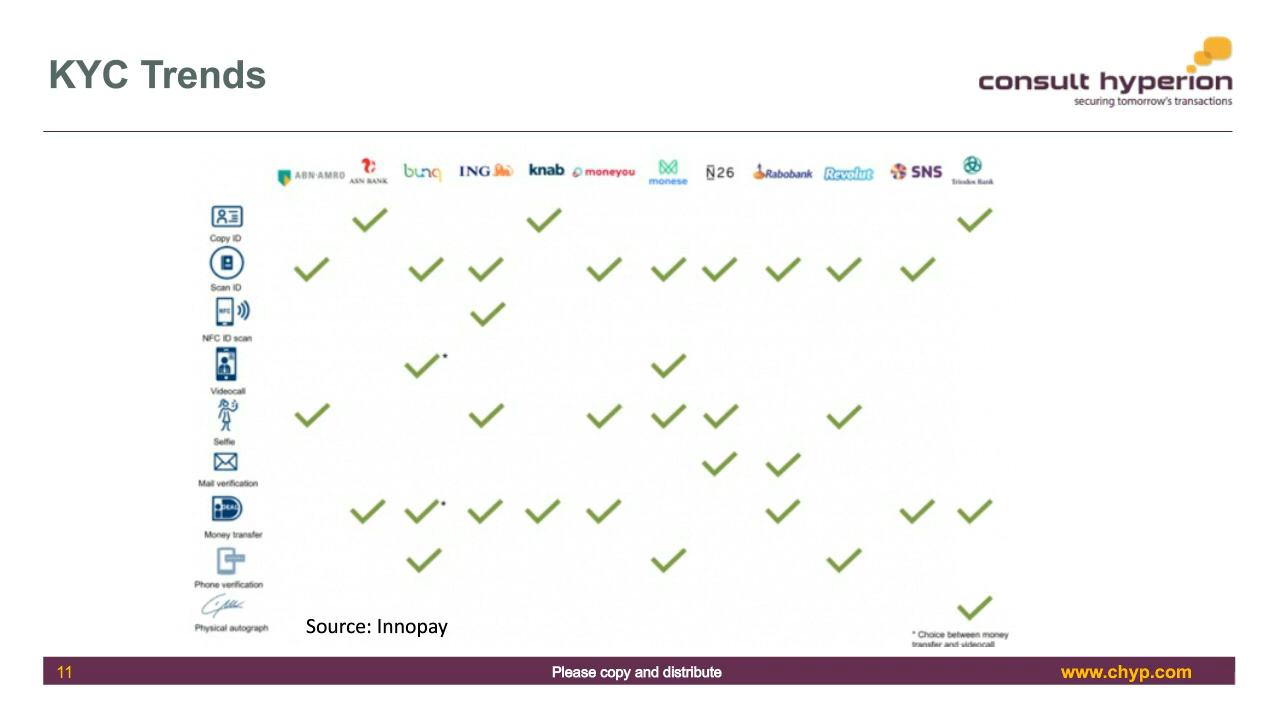 KYC Trends
consult hyperion
securing tomorrow's transactions
ABN·AMRO
ASN BANK
bunq
ING
knab
moneyou
monese
N26
Rabobank
Revolut
SNS
Triodos Bank
Copy ID
Scan ID
NFC
NFC ID scan
Videocall
Selfie
Mail verification
iDEAL
Money transfer
Phone verification
Physical autograph
*
*
Source: Innopay
* Choice between money
transfer and videocall
11
Please copy and distribute
www.chyp.com